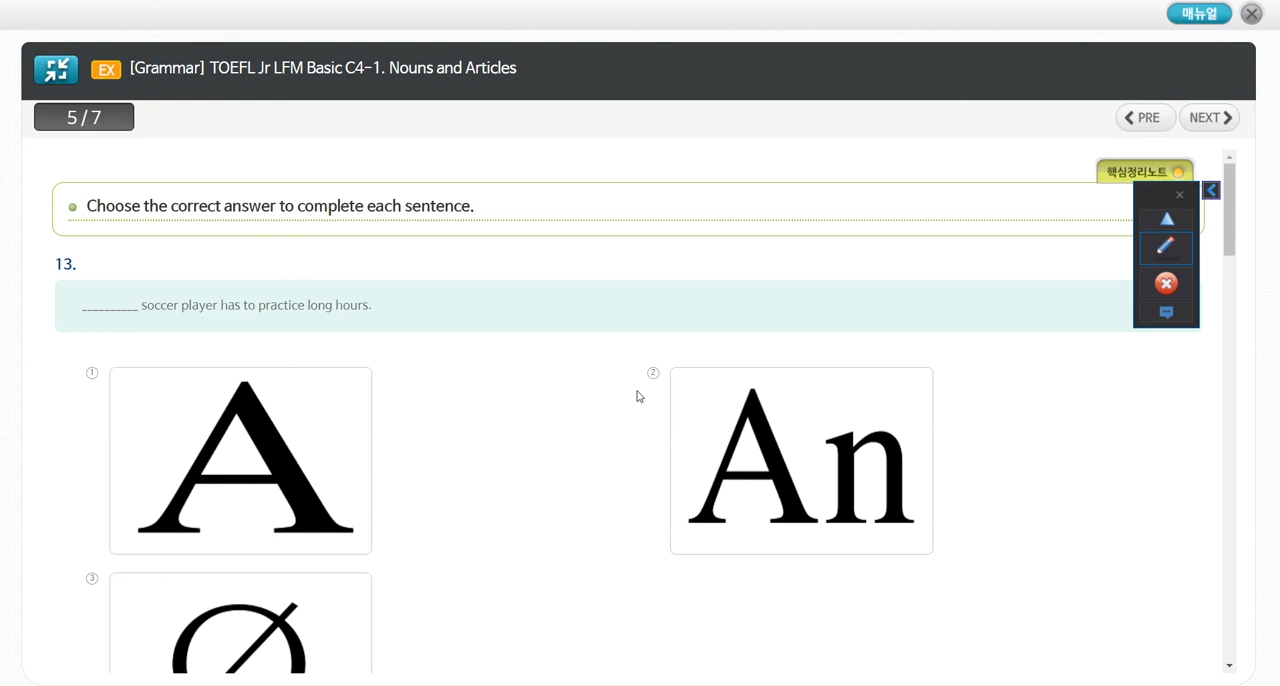 매뉴얼
EX [Grammar] TOEFL Jr LFM Basic C4-1. Nouns and Articles
5 / 7
PRE NEXT
핵심정리노트
Choose the correct answer to complete each sentence.
13.
__________ soccer player has to practice long hours.
① A
② An
③ Ø